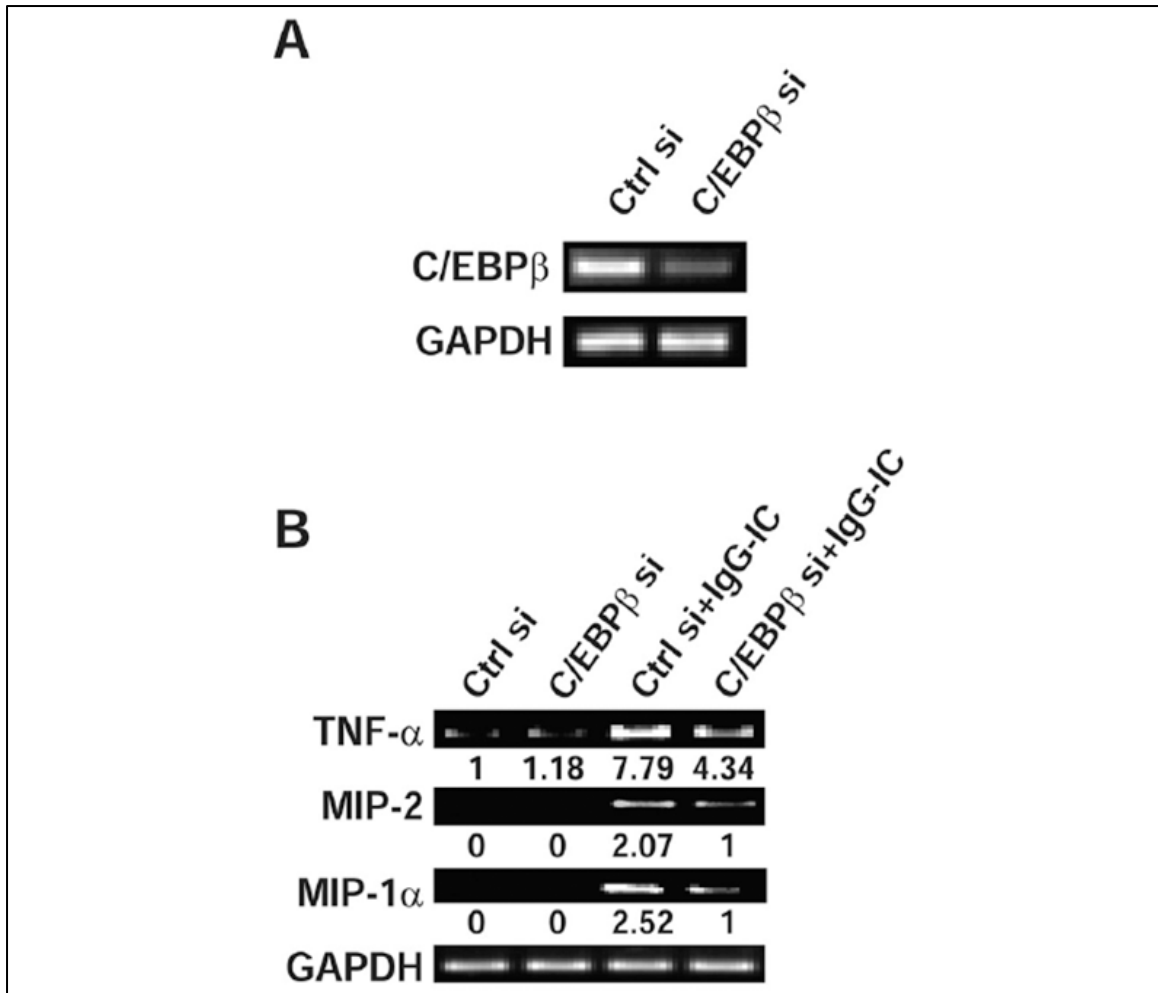 A
Ctrl si
C/EBPβ si
C/EBPβ
GAPDH
B
Ctrl si
C/EBPβ si
Ctrl si+IgG-IC
C/EBPβ si+IgG-IC
TNF-α
1 1.18 7.79 4.34
MIP-2
0 0 2.07 1
MIP-1α
0 0 2.52 1
GAPDH